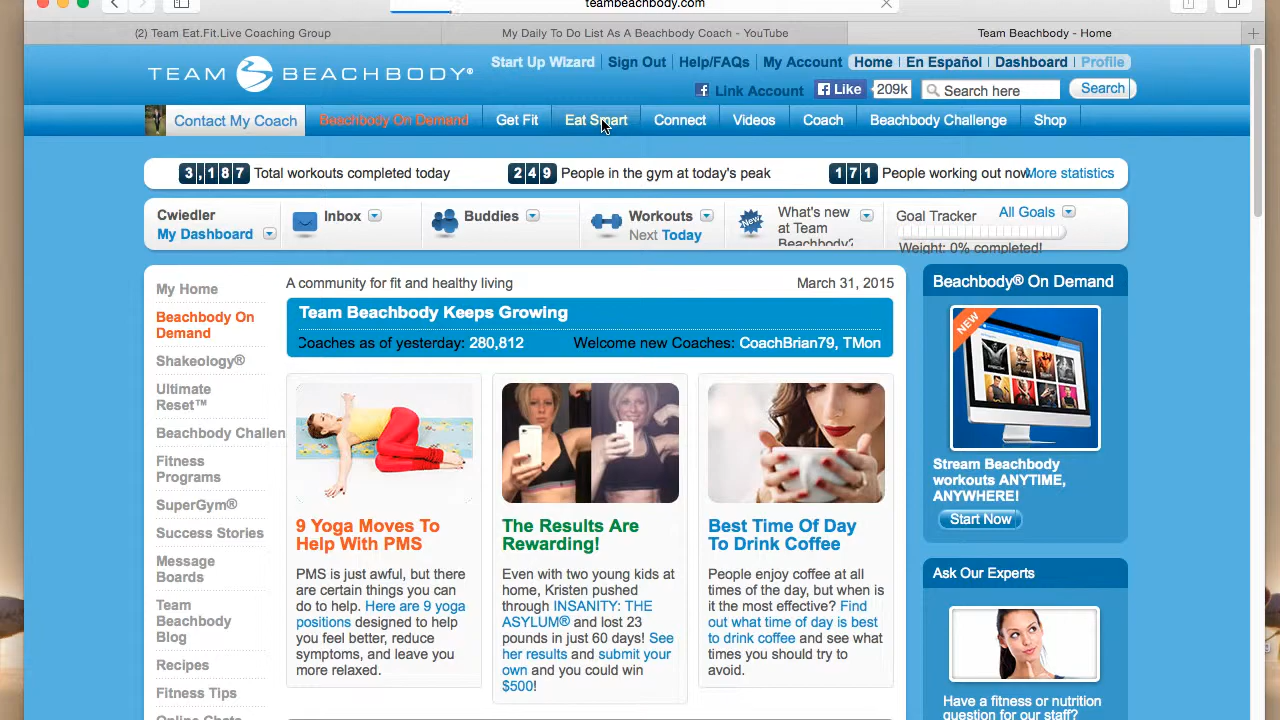 teambeachbody.com
(2) Team Eat.Fit.Live Coaching Group
My Daily To Do List As A Beachbody Coach - YouTube
Team Beachbody - Home
TEAM BEACHBODY®
Start Up Wizard
Sign Out
Help/FAQs
My Account
Home
En Español
Dashboard
Profile
Link Account
Like
209k
Search here
Search
Contact My Coach
Beachbody On Demand
Get Fit
Eat Smart
Connect
Videos
Coach
Beachbody Challenge
Shop
3,187 Total workouts completed today
249 People in the gym at today's peak
171 People working out now
More statistics
Cwiedler
My Dashboard
Inbox
Buddies
Workouts
Next Today
What's new
at Team
Beachbody?
Goal Tracker
All Goals
Weight: 0% completed!
My Home
Beachbody On
Demand
Shakeology®
Ultimate
Reset™
Beachbody Challen
Fitness
Programs
SuperGym®
Success Stories
Message
Boards
Team
Beachbody
Blog
Recipes
Fitness Tips
Online Chats
A community for fit and healthy living
March 31, 2015
Team Beachbody Keeps Growing
Coaches as of yesterday: 280,812
Welcome new Coaches: CoachBrian79, TMon
9 Yoga Moves To
Help With PMS
PMS is just awful, but there
are certain things you can
do to help. Here are 9 yoga
positions designed to help
you feel better, reduce
symptoms, and leave you
more relaxed.
The Results Are
Rewarding!
Even with two young kids at
home, Kristen pushed
through INSANITY: THE
ASYLUM® and lost 23
pounds in just 60 days! See
her results and submit your
own and you could win
$500!
Best Time Of Day
To Drink Coffee
People enjoy coffee at all
times of the day, but when is
it the most effective? Find
out what time of day is best
to drink coffee and see what
times you should try to
avoid.
Beachbody® On Demand
NEW
Stream Beachbody
workouts ANYTIME,
ANYWHERE!
Start Now
Ask Our Experts
Have a fitness or nutrition
question for our staff?